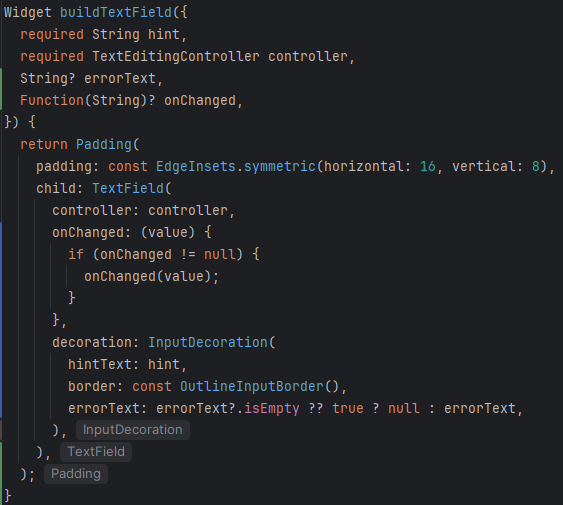 Widget buildTextField({
  required String hint,
  required TextEditingController controller,
  String? errorText,
  Function(String)? onChanged,
}) {
  return Padding(
    padding: const EdgeInsets.symmetric(horizontal: 16, vertical: 8),
    child: TextField(
      controller: controller,
      onChanged: (value) {
        if (onChanged != null) {
          onChanged(value);
        }
      },
      decoration: InputDecoration(
        hintText: hint,
        border: const OutlineInputBorder(),
        errorText: errorText?.isEmpty ?? true ? null : errorText,
      ), InputDecoration
    ), TextField
  ); Padding
}